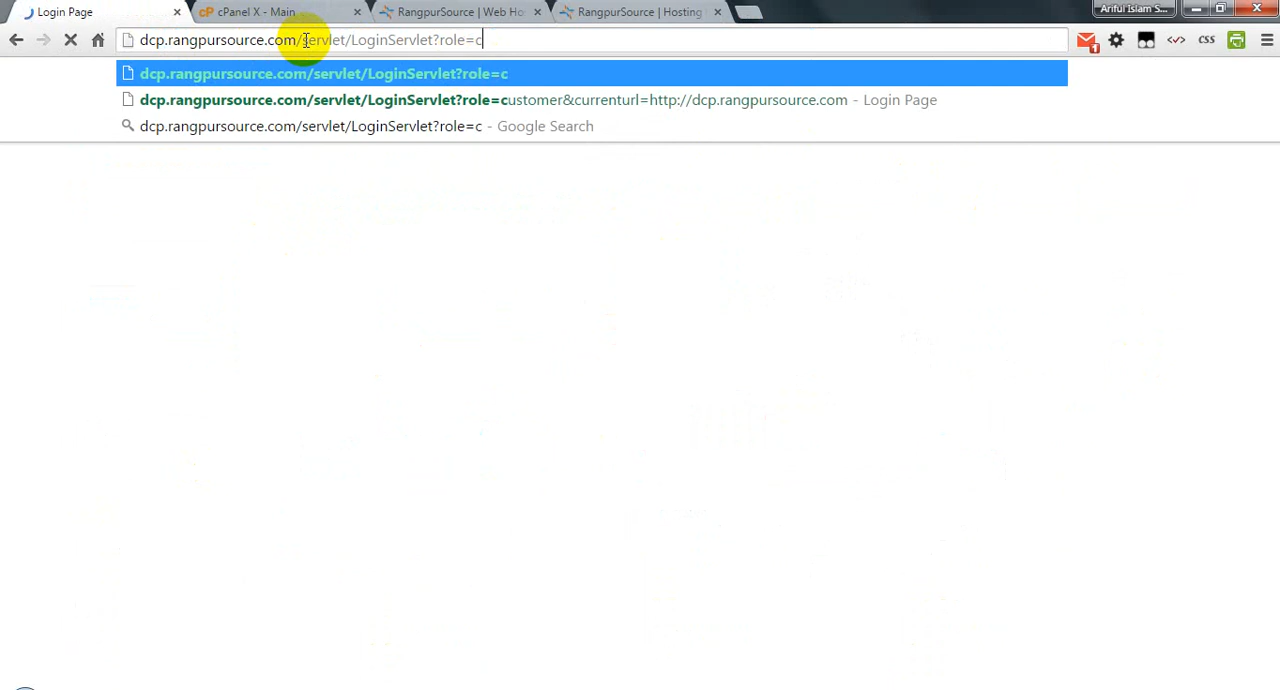 Login Page
cP cPanel X - Main
RangpurSource | Web Ho
RangpurSource | Hosting
Ariful Islam S...
dcp.rangpursource.com/servlet/LoginServlet?role=c
1
</>
CSS
dcp.rangpursource.com/servlet/LoginServlet?role=c
dcp.rangpursource.com/servlet/LoginServlet?role=customer&currenturl=http://dcp.rangpursource.com - Login Page
dcp.rangpursource.com/servlet/LoginServlet?role=c - Google Search